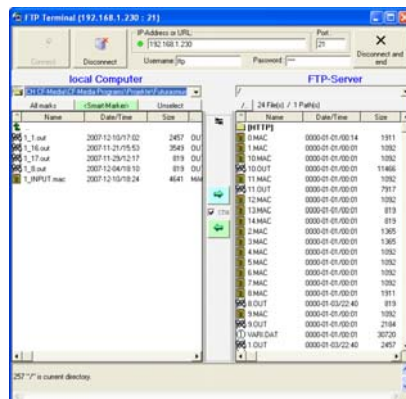 FTP Terminal (192.168.1.230 : 21)
IP-Address or URL: Port:
192.168.1.230 21
Connect Disconnect Username: ftp Password: Disconnect and end
local Computer FTP-Server
/
All marks <SmartMarker> Unselect /.. 24 File(s) / 1 Path(s)
Name Date/Time Size Name Date/Time Size
[HTTP]
1_1.out 2007-12-10/17:02 2457 OUT
1_16.out 2007-11-21/15:53 3549 OUT
1_17.out 2007-11-29/12:17 819 OUT
1_8.out 2007-12-04/18:10 819 OUT
1_INPUT.mac 2007-12-10/18:24 4641
0.MAC 0000-01-01/00:14 1911
1.MAC 0000-01-01/00:01 1092
10.MAC 0000-01-01/00:01 1092
10.OUT 0000-01-01/00:01 11466
11.MAC 0000-01-01/00:01 1092
11.OUT 0000-01-01/00:01 7917
12.MAC 0000-01-01/00:01 1092
13.MAC 0000-01-01/00:01 819
14.MAC 0000-01-01/00:01 819
2.MAC 0000-01-01/00:01 1365
3.MAC 0000-01-01/00:01 1365
4.MAC 0000-01-01/00:01 1092
5.MAC 0000-01-01/00:01 1092
6.MAC 0000-01-01/00:01 1092
7.MAC 0000-01-01/00:01 1092
8.MAC 0000-01-01/00:01 1911
8.OUT 0000-01-03/22:40 819
9.MAC 0000-01-01/00:01 1092
9.OUT 0000-01-01/00:01 2184
VARI.DAT 0000-01-01/00:01 30720
1.OUT 0000-01-03/22:40 2457
257 "/" is current directory.